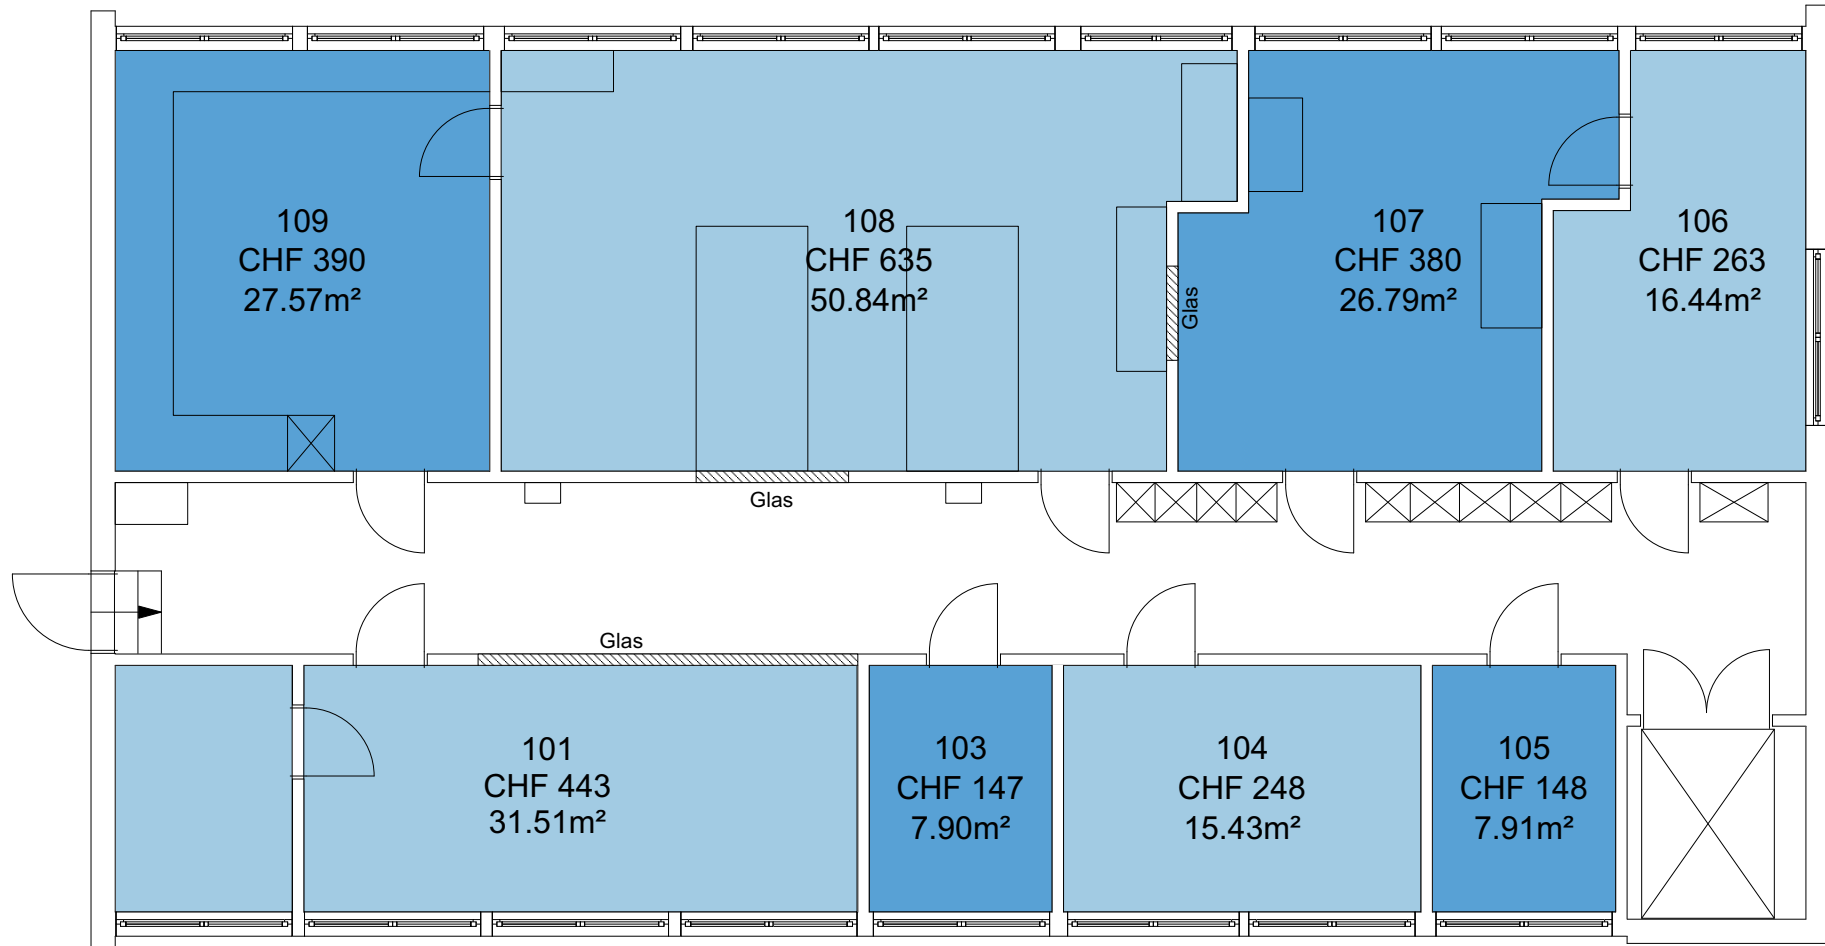 109
CHF 390
27.57m²
108
CHF 635
50.84m²
107
CHF 380
26.79m²
106
CHF 263
16.44m²
Glas
Glas
Glas
101
CHF 443
31.51m²
103
CHF 147
7.90m²
104
CHF 248
15.43m²
105
CHF 148
7.91m²